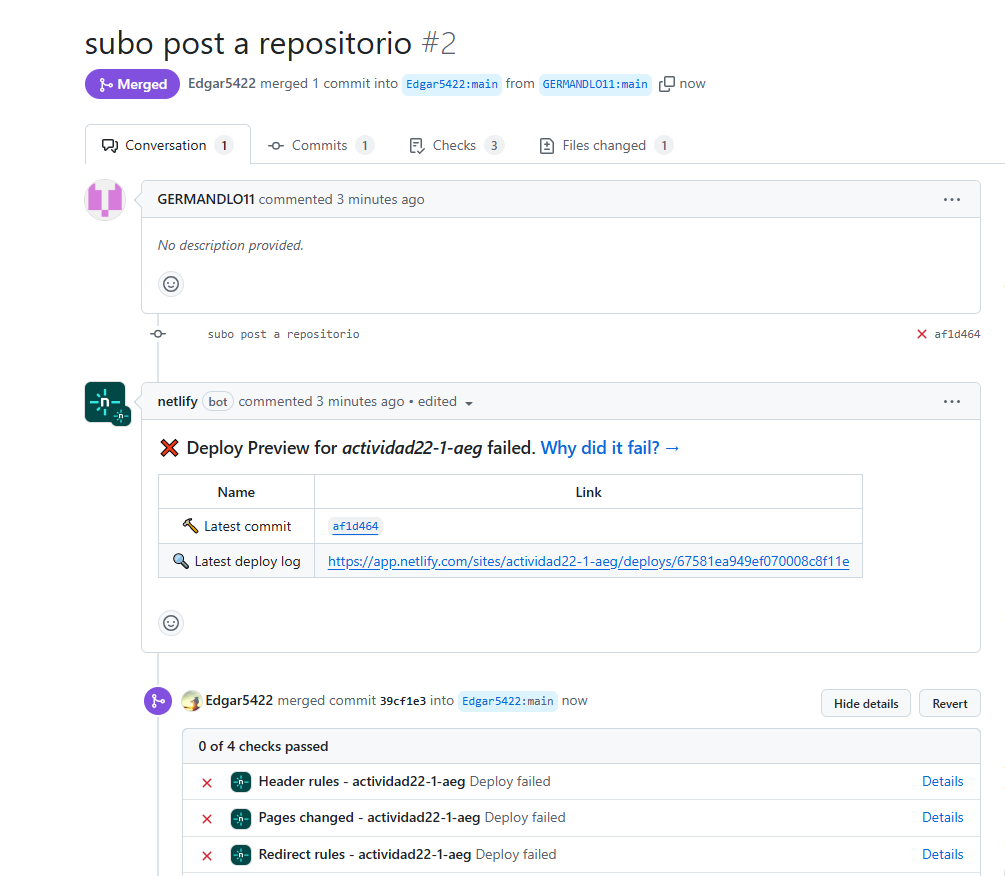 subo post a repositorio #2
Merged Edgar5422 merged 1 commit into Edgar5422:main from GERMANDLO11:main now
Conversation 1 Commits 1 Checks 3 Files changed 1
GERMANDLO11 commented 3 minutes ago
No description provided.
subo post a repositorio af1d464
netlify bot commented 3 minutes ago • edited
❌ Deploy Preview for actividad22-1-aeg failed. Why did it fail? →
Name Link
🔨 Latest commit af1d464
🔍 Latest deploy log https://app.netlify.com/sites/actividad22-1-aeg/deploys/67581ea949ef070008c8f11e
Edgar5422 merged commit 39cf1e3 into Edgar5422:main now Hide details Revert
0 of 4 checks passed
Header rules - actividad22-1-aeg Deploy failed Details
Pages changed - actividad22-1-aeg Deploy failed Details
Redirect rules - actividad22-1-aeg Deploy failed Details